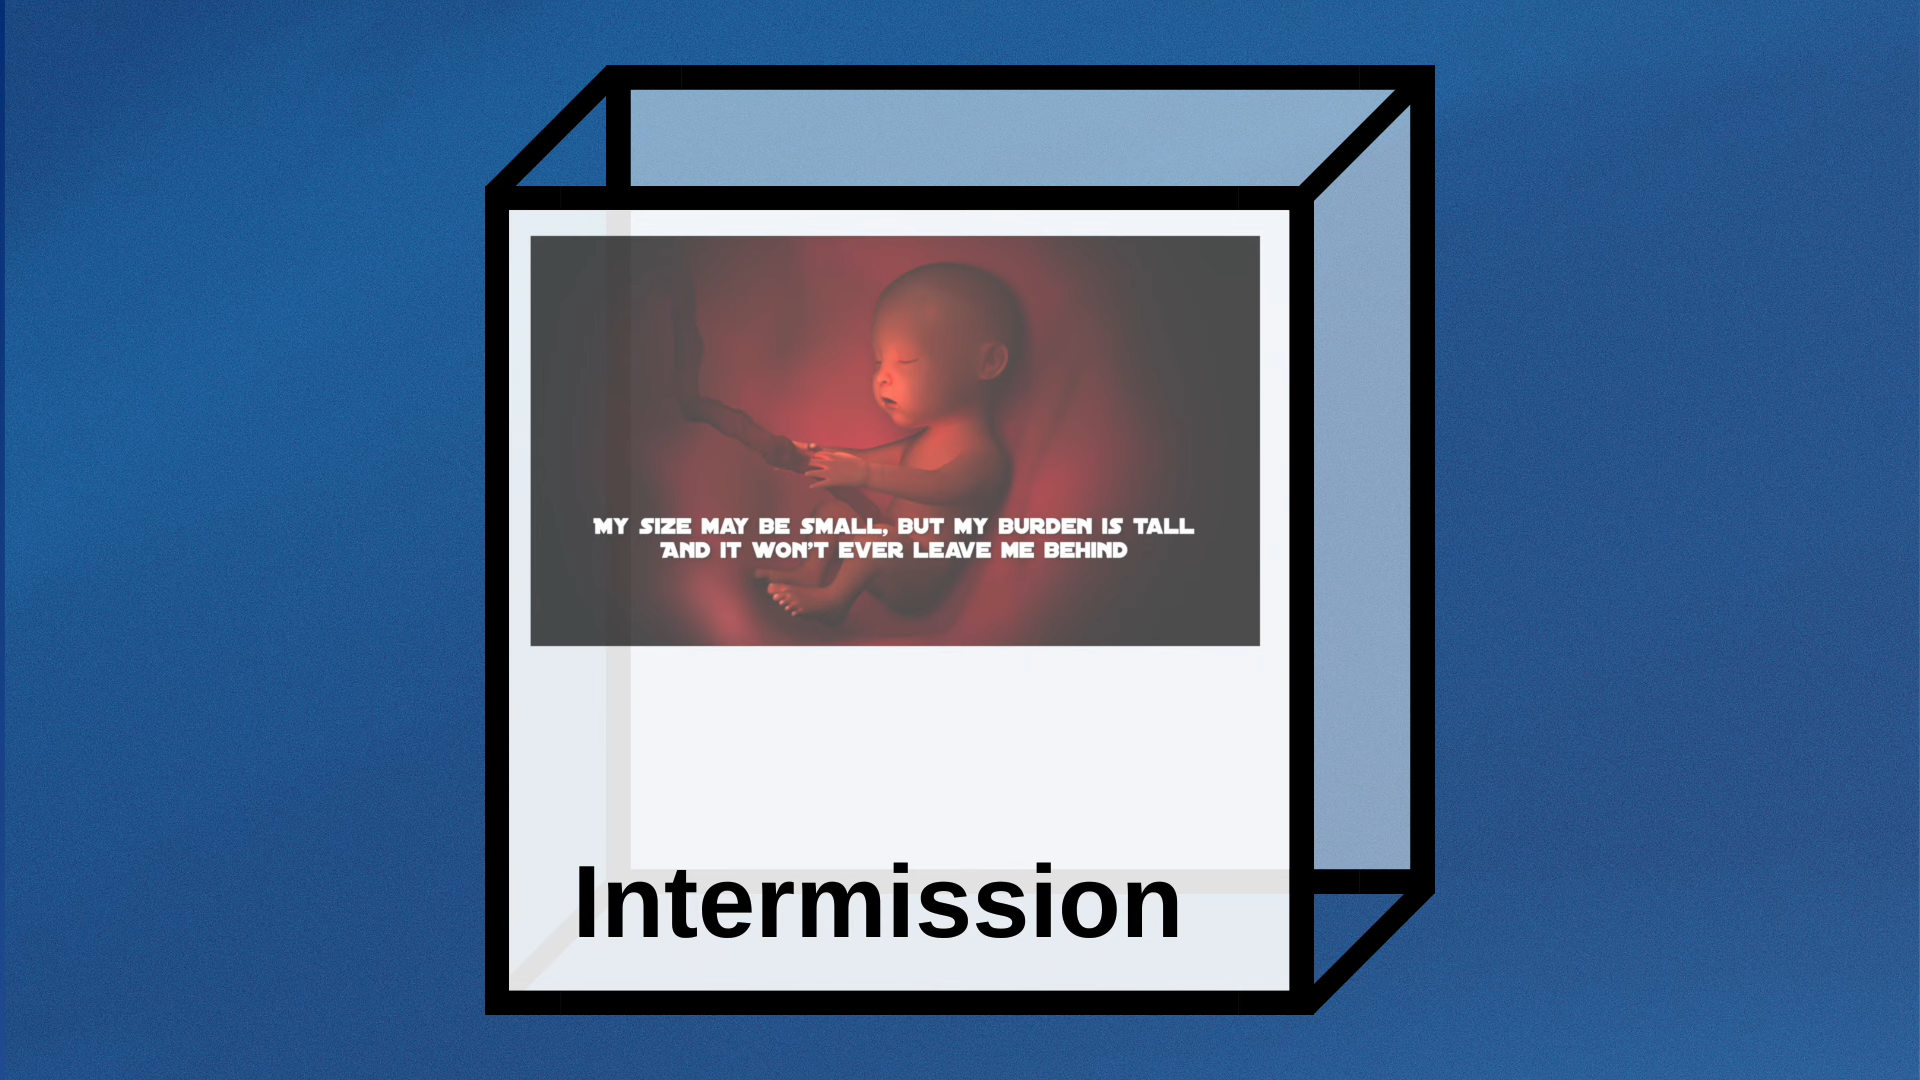 MY SIZE MAY BE SMALL, BUT MY BURDEN IS TALL
AND IT WON'T EVER LEAVE ME BEHIND
Intermission